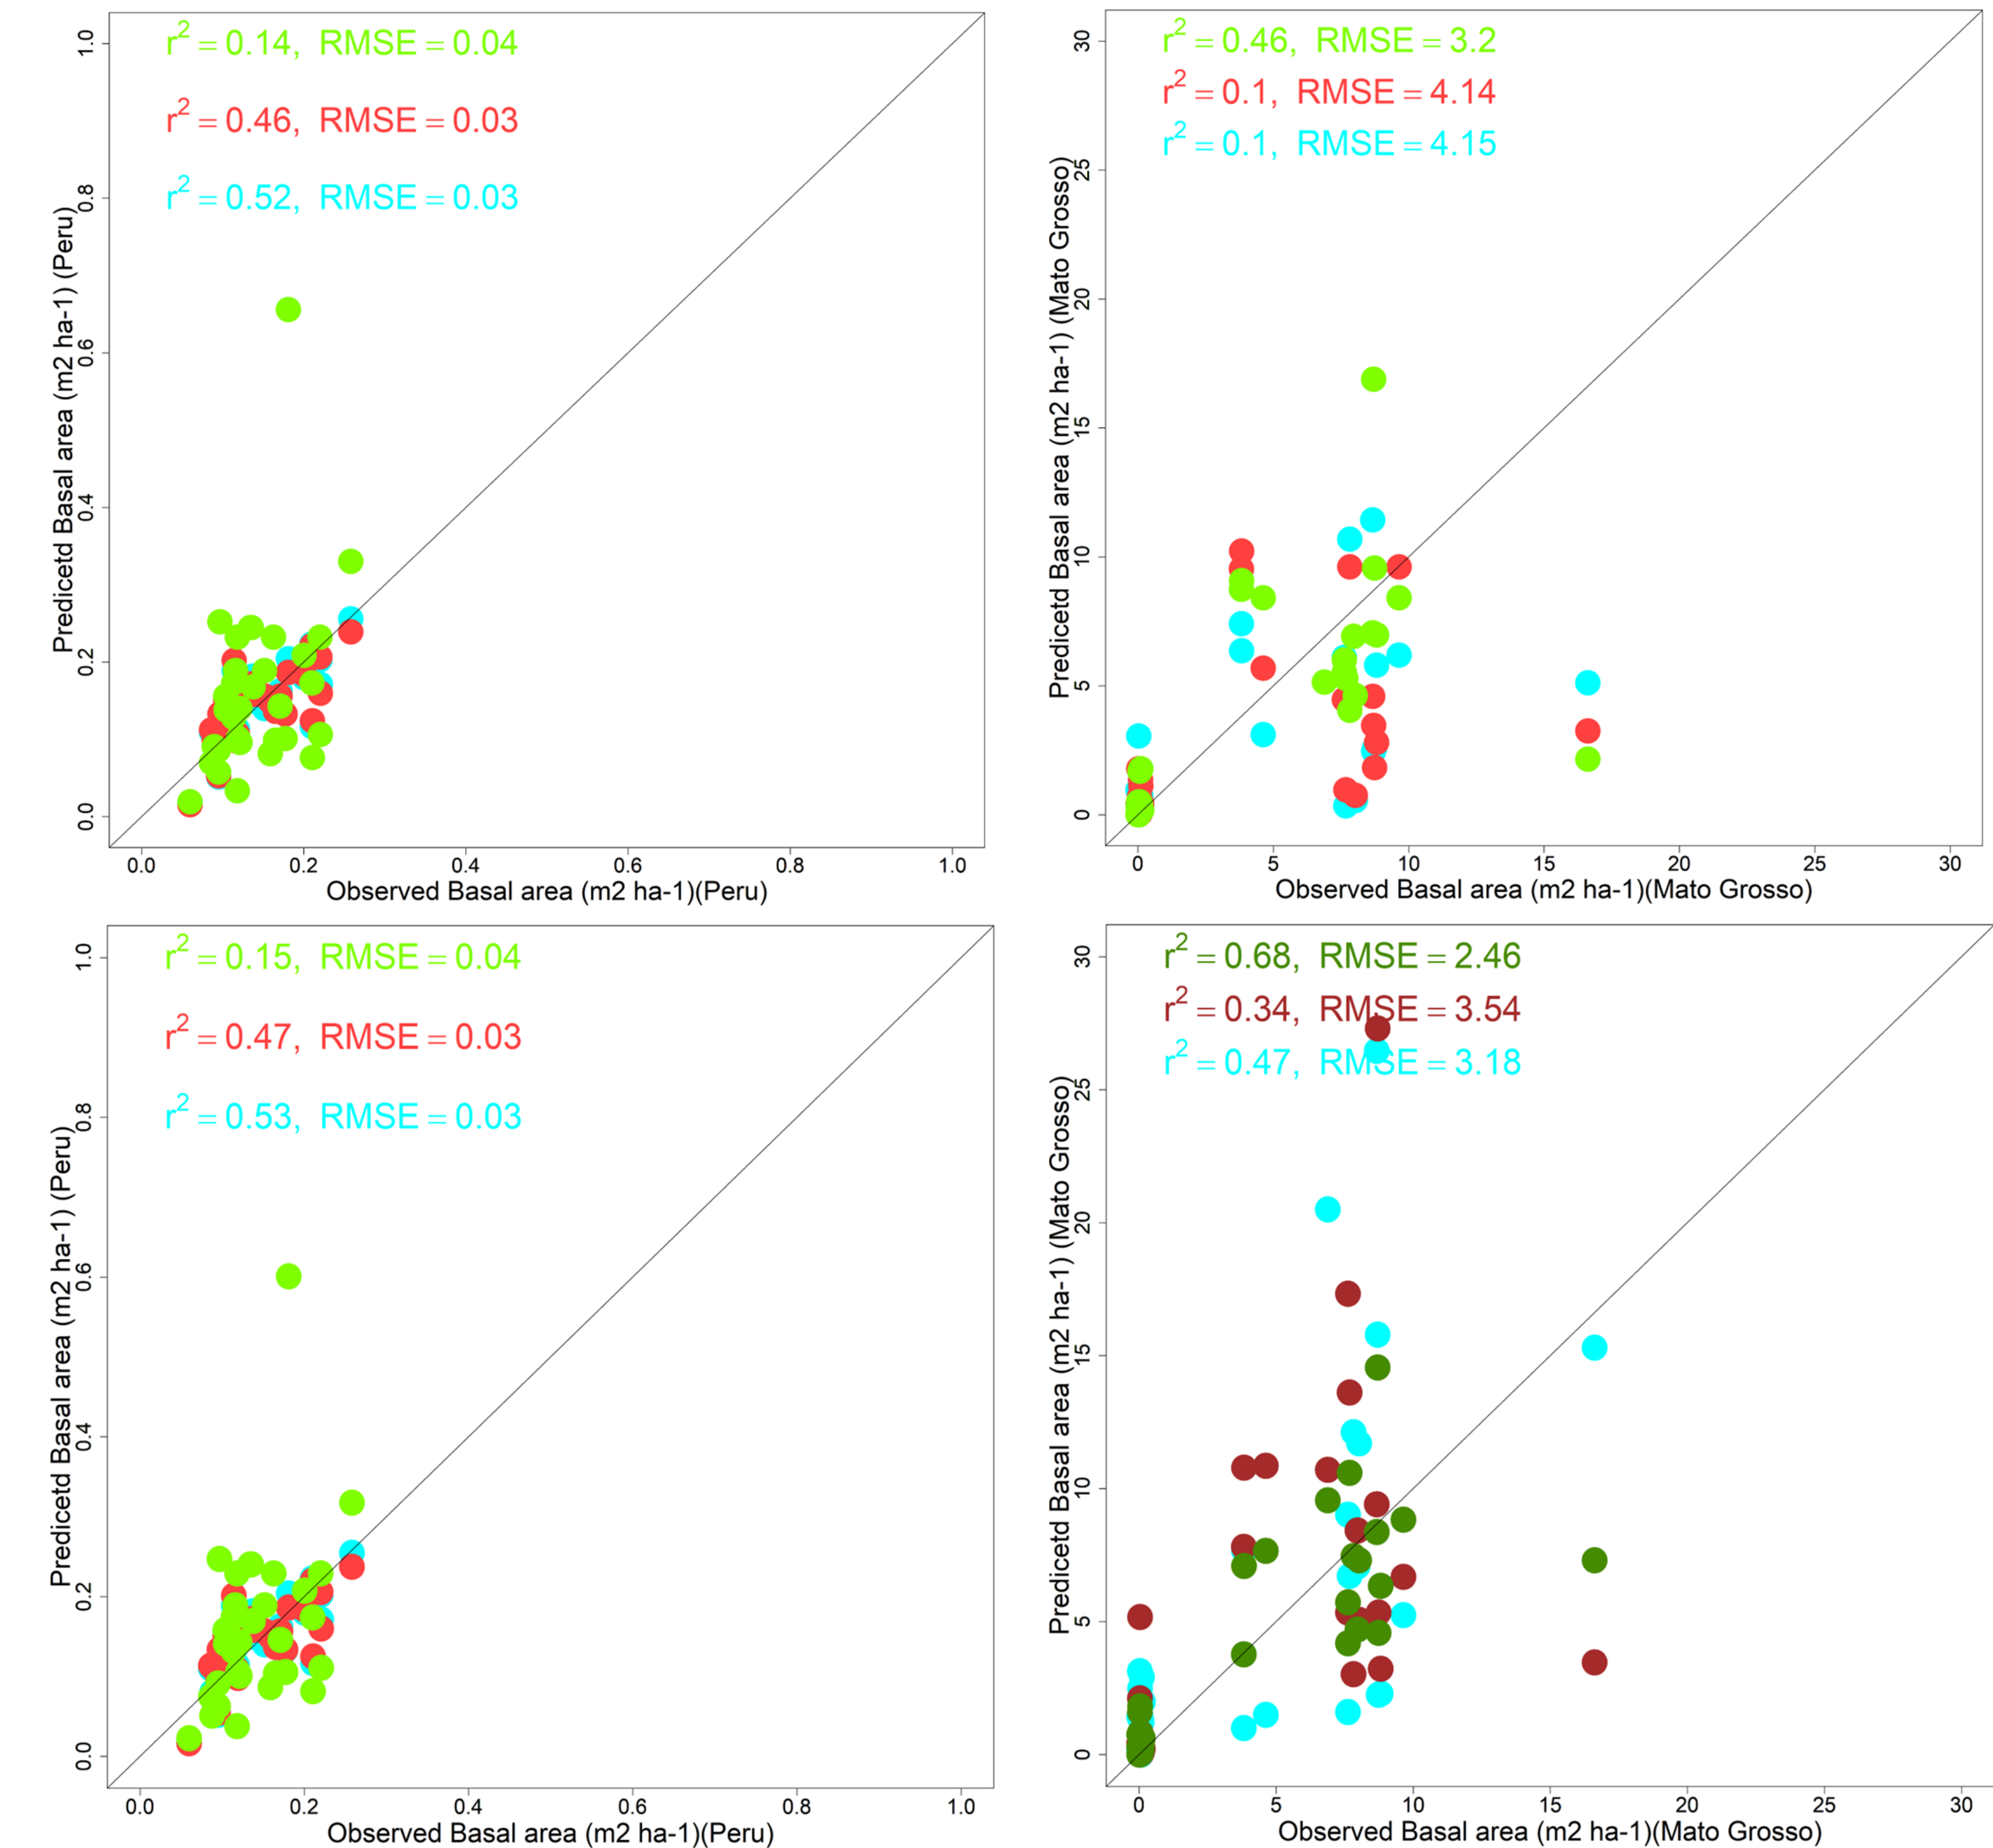 r2 = 0.14, RMSE = 0.04
r2 = 0.46, RMSE = 0.03
r2 = 0.52, RMSE = 0.03
Predicetd Basal area (m2 ha-1) (Peru)
1.0
0.8
0.6
0.4
0.2
0.0
0.0 0.2 0.4 0.6 0.8 1.0
Observed Basal area (m2 ha-1)(Peru)
r2 = 0.46, RMSE = 3.2
r2 = 0.1, RMSE = 4.14
r2 = 0.1, RMSE = 4.15
Predicetd Basal area (m2 ha-1) (Mato Grosso)
30
25
20
15
10
5
0
0 5 10 15 20 25 30
Observed Basal area (m2 ha-1)(Mato Grosso)
r2 = 0.15, RMSE = 0.04
r2 = 0.47, RMSE = 0.03
r2 = 0.53, RMSE = 0.03
Predicetd Basal area (m2 ha-1) (Peru)
1.0
0.8
0.6
0.4
0.2
0.0
0.0 0.2 0.4 0.6 0.8 1.0
Observed Basal area (m2 ha-1)(Peru)
r2 = 0.68, RMSE = 2.46
r2 = 0.34, RMSE = 3.54
r2 = 0.47, RMSE = 3.18
Predicetd Basal area (m2 ha-1) (Mato Grosso)
30
25
20
15
10
5
0
0 5 10 15 20 25 30
Observed Basal area (m2 ha-1)(Mato Grosso)